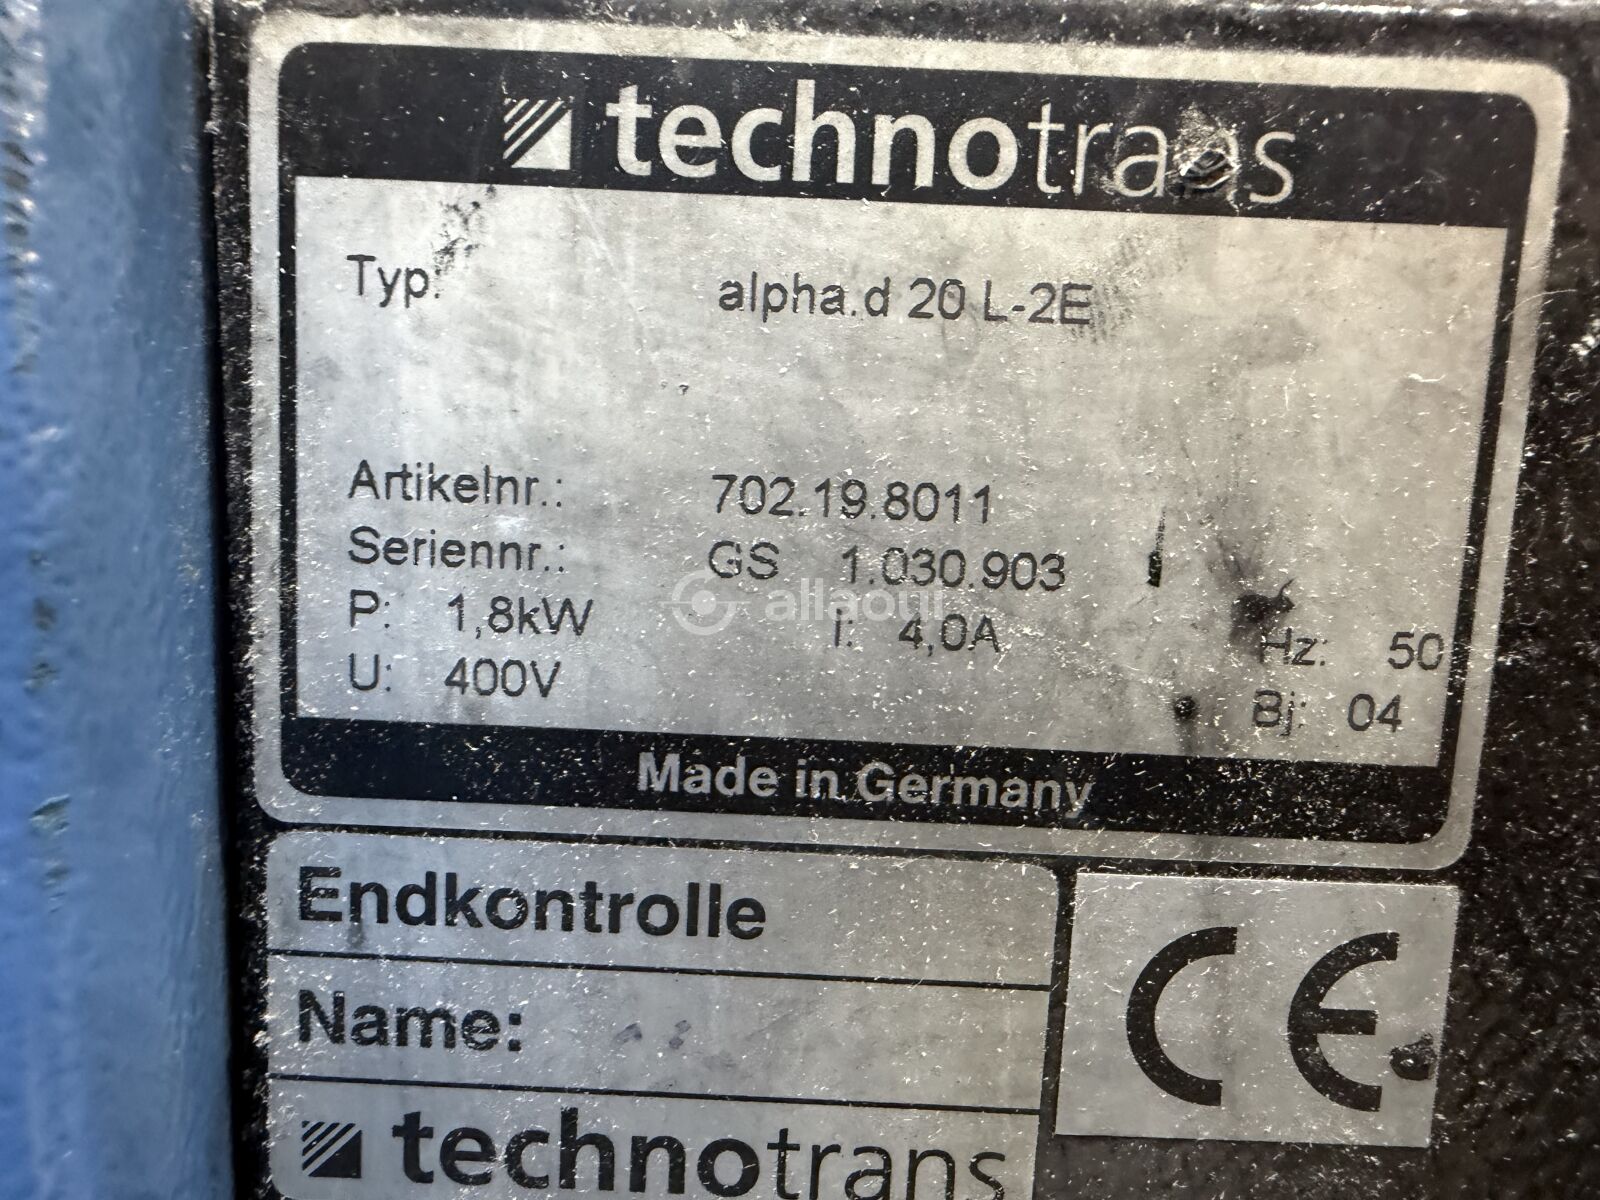 technotrans
Typ: alpha.d 20 L-2E
Artikelnr.: 702.19.8011
Seriennr.: GS 1.030.903
P: 1,8kW i: 4,0A Hz: 50
U: 400V Bj: 04
allaoui
Made in Germany
Endkontrolle
Name:
CE
technotrans